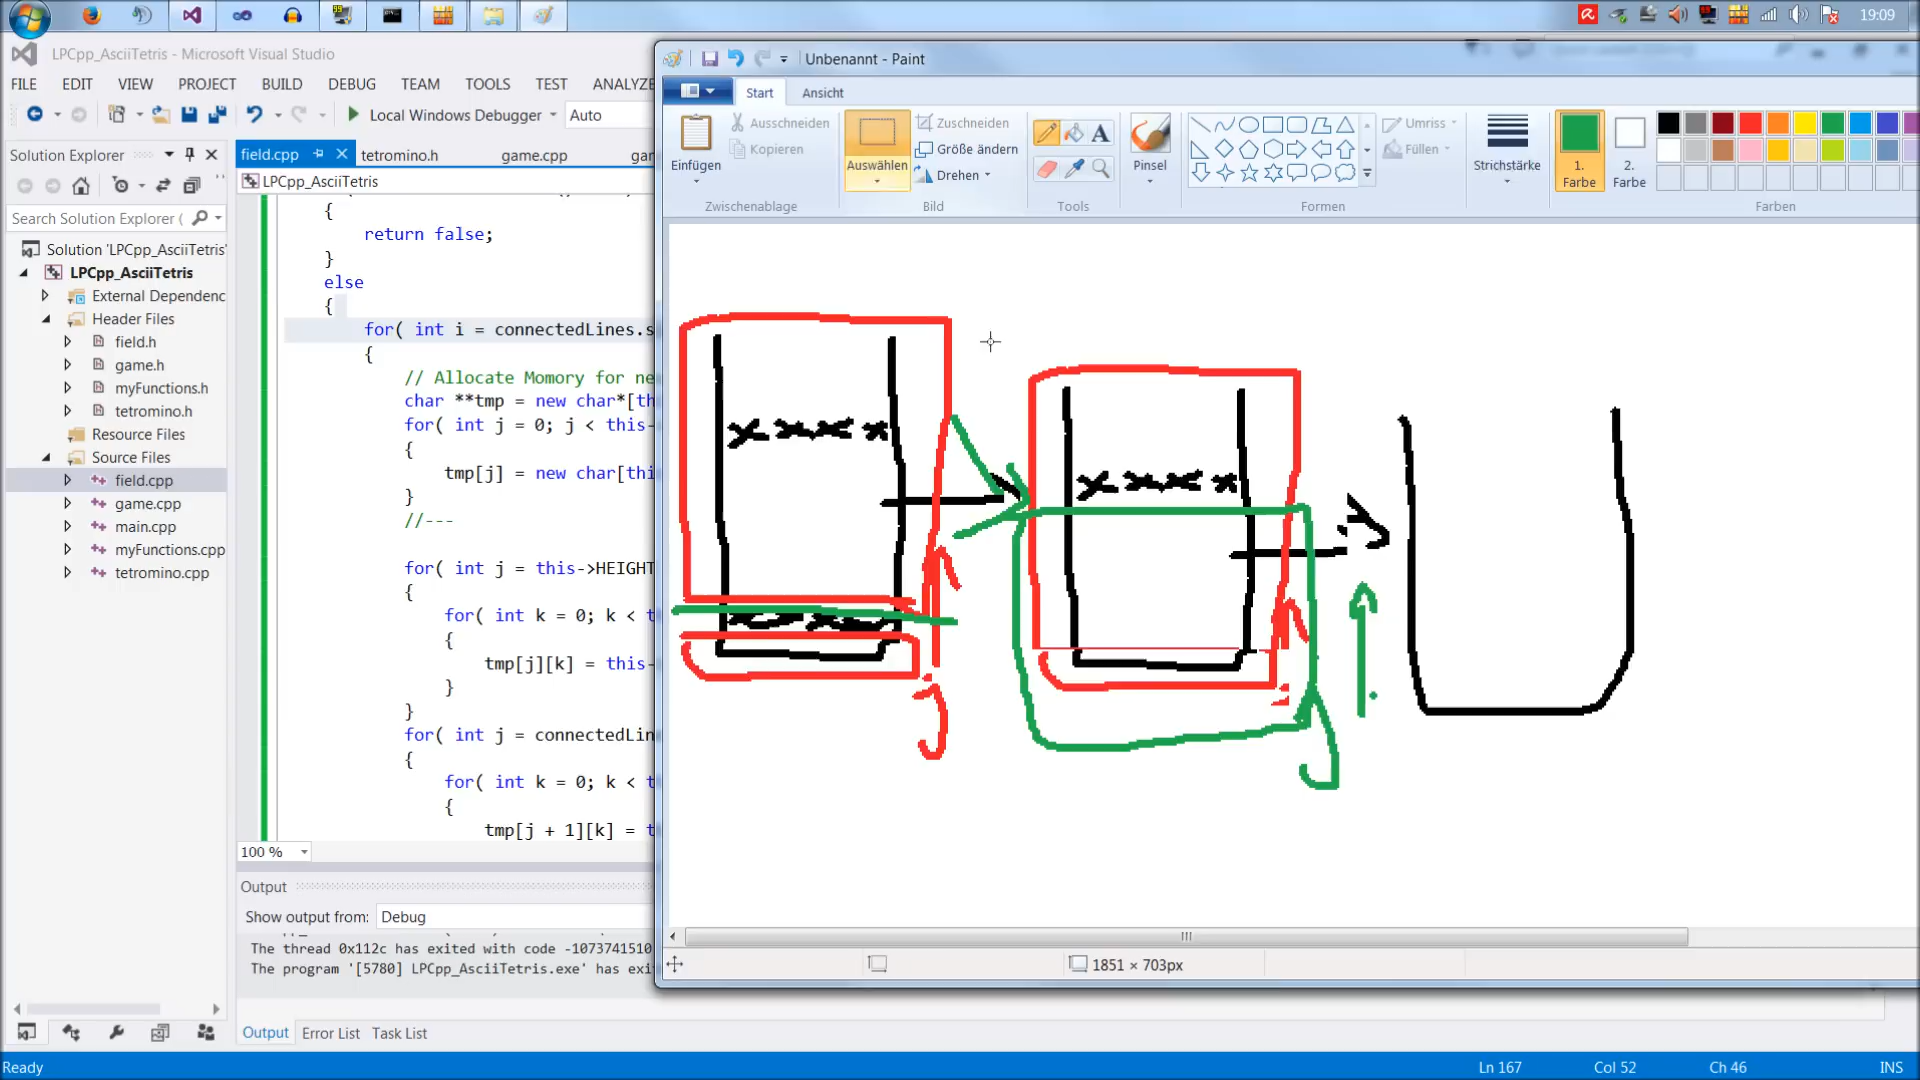 19:09
LPCpp_AsciiTetris - Microsoft Visual Studio
FILE EDIT VIEW PROJECT BUILD DEBUG TEAM TOOLS TEST ANALYZE
Local Windows Debugger Auto
Solution Explorer
Search Solution Explorer (
Solution 'LPCpp_AsciiTetris'
LPCpp_AsciiTetris
External Dependenc
Header Files
field.h
game.h
myFunctions.h
tetromino.h
Resource Files
Source Files
field.cpp
game.cpp
main.cpp
myFunctions.cpp
tetromino.cpp
field.cpp tetromino.h game.cpp
LPCpp_AsciiTetris
{
return false;
}
else
{
for( int i = connectedLines.s
{
// Allocate Momory for ne
char **tmp = new char*[th
for( int j = 0; j < this-
{
tmp[j] = new char[thi
}
//---
for( int j = this->HEIGHT
{
for( int k = 0; k < t
{
tmp[j][k] = this-
}
}
for( int j = connectedLin
{
for( int k = 0; k < t
{
tmp[j + 1][k] = t
100 %
Output
Show output from: Debug
The thread 0x112c has exited with code -1073741510
The program '[5780] LPCpp_AsciiTetris.exe' has exi
Output Error List Task List
Ready Ln 167 Col 52 Ch 46 INS
Unbenannt - Paint
Start Ansicht
Einfügen
Ausschneiden
Kopieren
Zwischenablage
Auswählen
Zuschneiden
Größe ändern
Drehen
Bild
Tools
Pinsel
Formen
Umriss
Füllen
Strichstärke
1. Farbe
2. Farbe
Farben
1851 × 703px